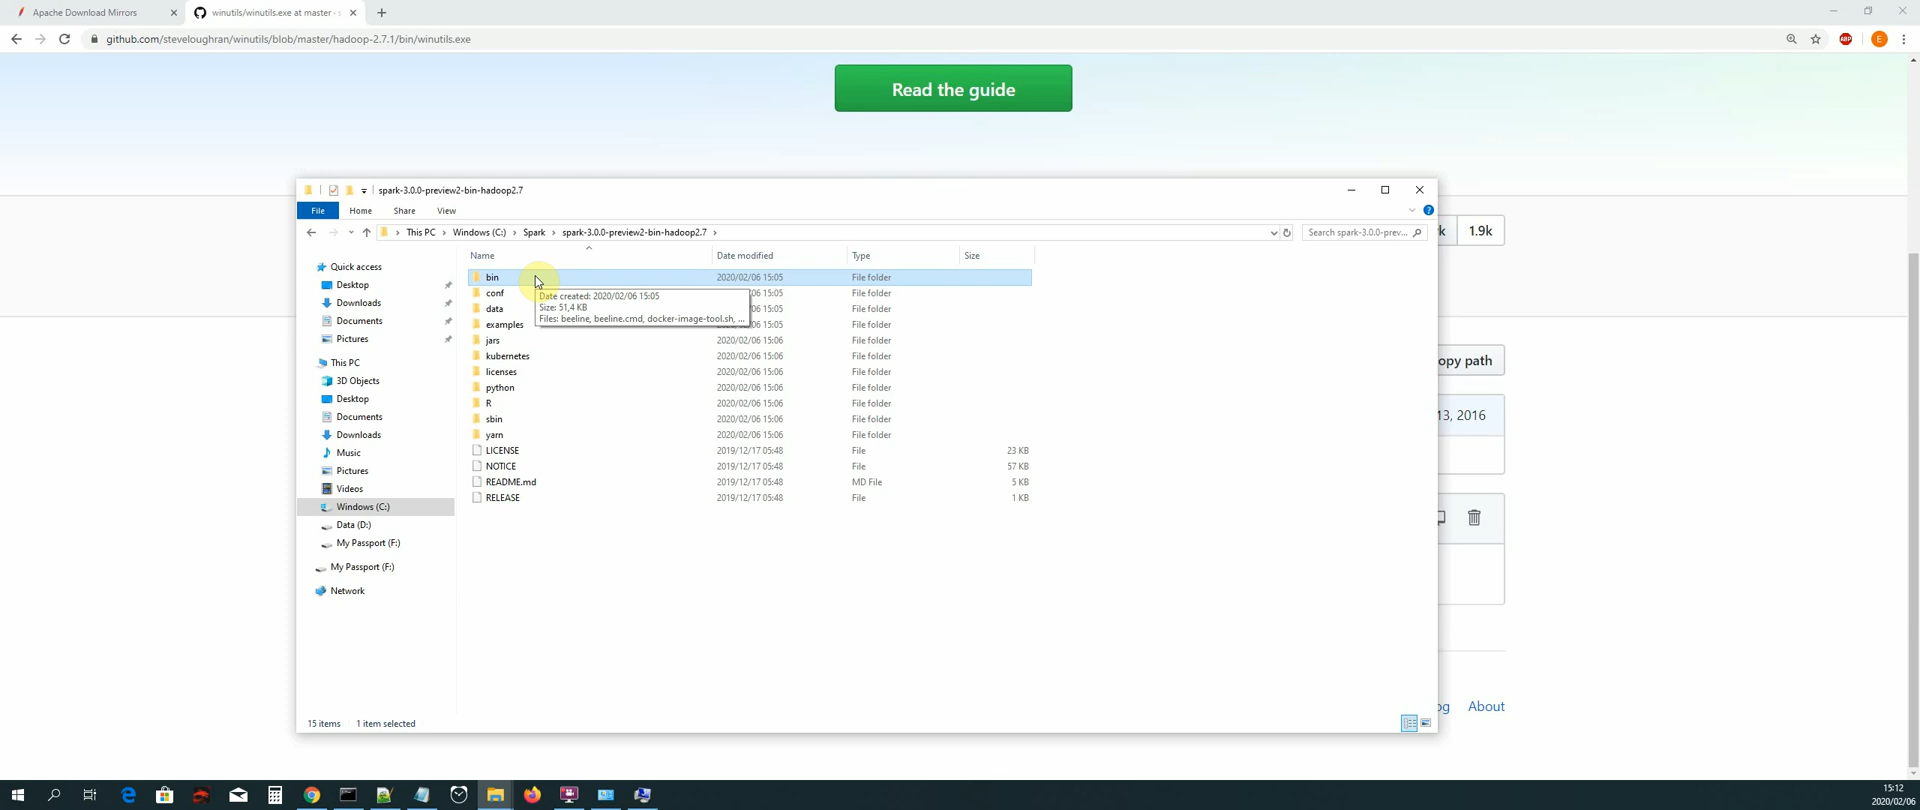 Apache Download Mirrors
winutils/winutils.exe at master · s
github.com/steveloughran/winutils/blob/master/hadoop-2.7.1/bin/winutils.exe
ABP
E
Read the guide
spark-3.0.0-preview2-bin-hadoop2.7
File Home Share View
This PC > Windows (C:) > Spark > spark-3.0.0-preview2-bin-hadoop2.7 >
Search spark-3.0.0-prev...
k 1.9k
Name Date modified Type Size
Quick access
Desktop
Downloads
Documents
Pictures
This PC
3D Objects
Desktop
Documents
Downloads
Music
Pictures
Videos
Windows (C:)
Data (D:)
My Passport (F:)
My Passport (F:)
Network
bin 2020/02/06 15:05 File folder
conf 06 15:05 File folder
data 06 15:05 File folder
examples 06 15:05 File folder
jars 2020/02/06 15:06 File folder
kubernetes 2020/02/06 15:06 File folder
licenses 2020/02/06 15:06 File folder
python 2020/02/06 15:06 File folder
R 2020/02/06 15:06 File folder
sbin 2020/02/06 15:06 File folder
yarn 2020/02/06 15:06 File folder
LICENSE 2019/12/17 05:48 File 23 KB
NOTICE 2019/12/17 05:48 File 57 KB
README.md 2019/12/17 05:48 MD File 5 KB
RELEASE 2019/12/17 05:48 File 1 KB
Date created: 2020/02/06 15:05
Size: 51,4 KB
Files: beeline, beeline.cmd, docker-image-tool.sh, ...
opy path
13, 2016
og About
15 items 1 item selected
15:12
2020/02/06